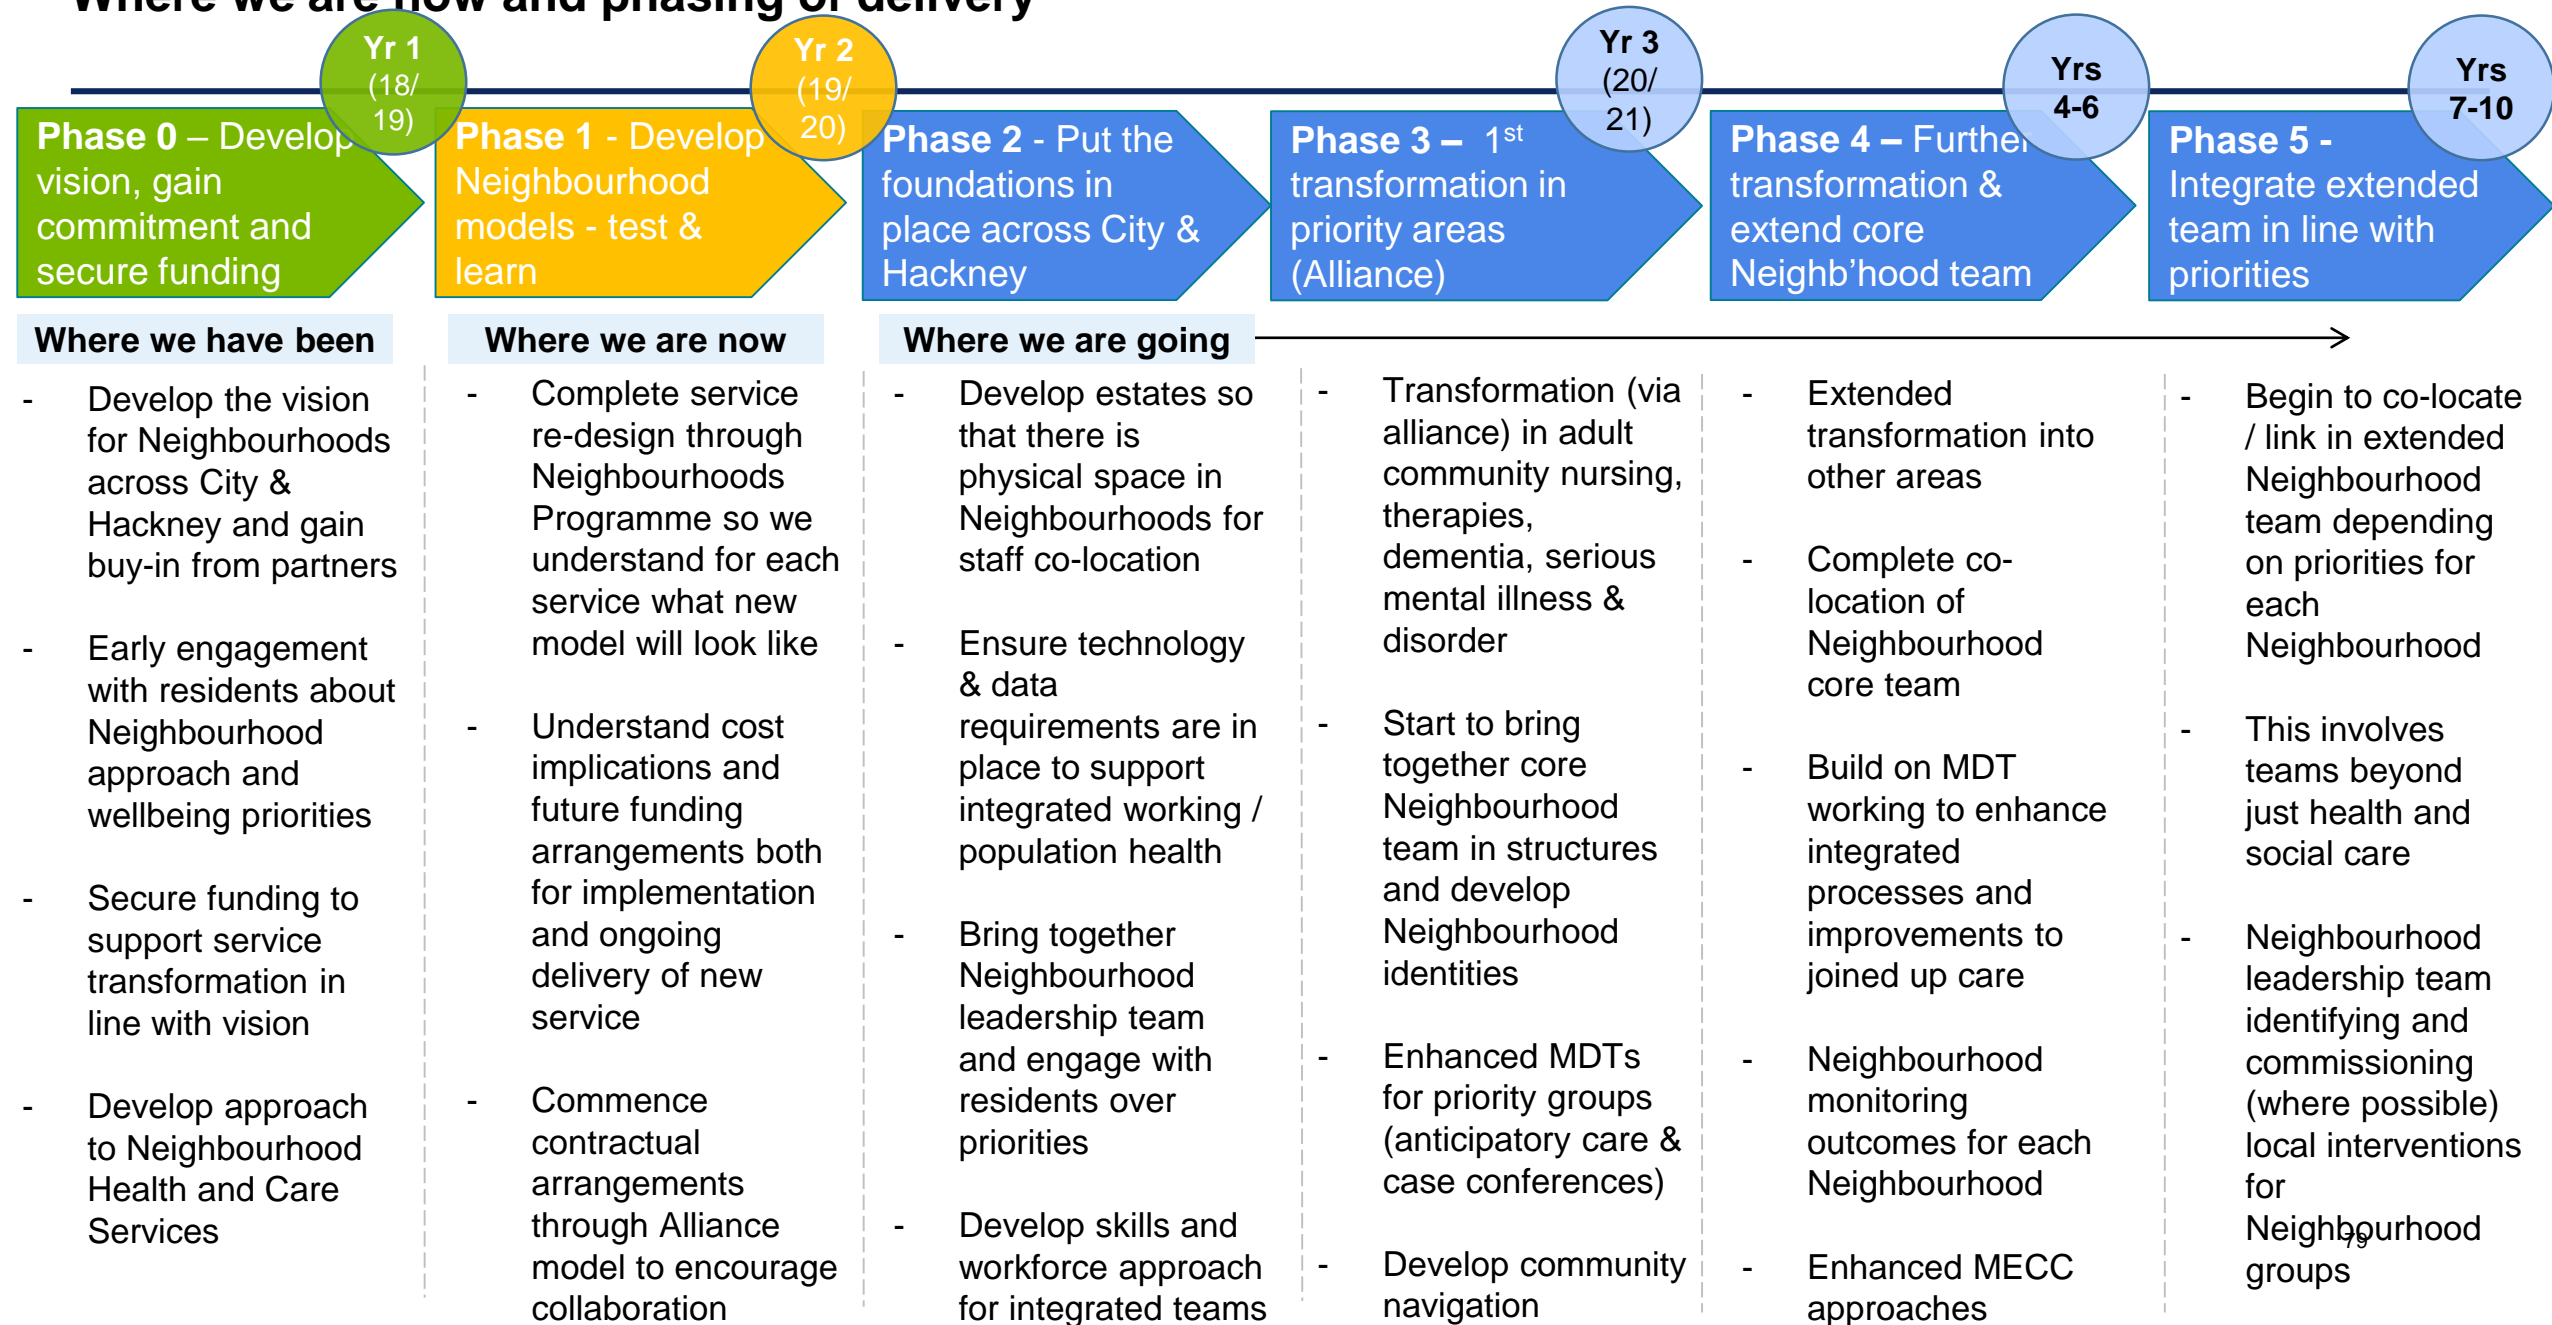 Where we are now and phasing of delivery
Yr 1
(18/
19)
Yr 2
(19/
20)
Yr 3
(20/
21)
Yrs
4-6
Yrs
7-10
Phase 0 – Develop
vision, gain
commitment and
secure funding
Phase 1 - Develop
Neighbourhood
models - test &
learn
Phase 2 - Put the
foundations in
place across City &
Hackney
Phase 3 – 1st
transformation in
priority areas
(Alliance)
Phase 4 – Further
transformation &
extend core
Neighb’hood team
Phase 5 -
Integrate extended
team in line with
priorities
Where we have been
Where we are now
Where we are going
- Develop the vision
for Neighbourhoods
across City &
Hackney and gain
buy-in from partners
- Early engagement
with residents about
Neighbourhood
approach and
wellbeing priorities
- Secure funding to
support service
transformation in
line with vision
- Develop approach
to Neighbourhood
Health and Care
Services
- Complete service
re-design through
Neighbourhoods
Programme so we
understand for each
service what new
model will look like
- Understand cost
implications and
future funding
arrangements both
for implementation
and ongoing
delivery of new
service
- Commence
contractual
arrangements
through Alliance
model to encourage
collaboration
- Develop estates so
that there is
physical space in
Neighbourhoods for
staff co-location
- Ensure technology
& data
requirements are in
place to support
integrated working /
population health
- Bring together
Neighbourhood
leadership team
and engage with
residents over
priorities
- Develop skills and
workforce approach
for integrated teams
- Transformation (via
alliance) in adult
community nursing,
therapies,
dementia, serious
mental illness &
disorder
- Start to bring
together core
Neighbourhood
team in structures
and develop
Neighbourhood
identities
- Enhanced MDTs
for priority groups
(anticipatory care &
case conferences)
- Develop community
navigation
- Extended
transformation into
other areas
- Complete co-
location of
Neighbourhood
core team
- Build on MDT
working to enhance
integrated
processes and
improvements to
joined up care
- Neighbourhood
monitoring
outcomes for each
Neighbourhood
- Enhanced MECC
approaches
- Begin to co-locate
/ link in extended
Neighbourhood
team depending
on priorities for
each
Neighbourhood
- This involves
teams beyond
just health and
social care
- Neighbourhood
leadership team
identifying and
commissioning
(where possible)
local interventions
for
Neighbourhood
groups
79